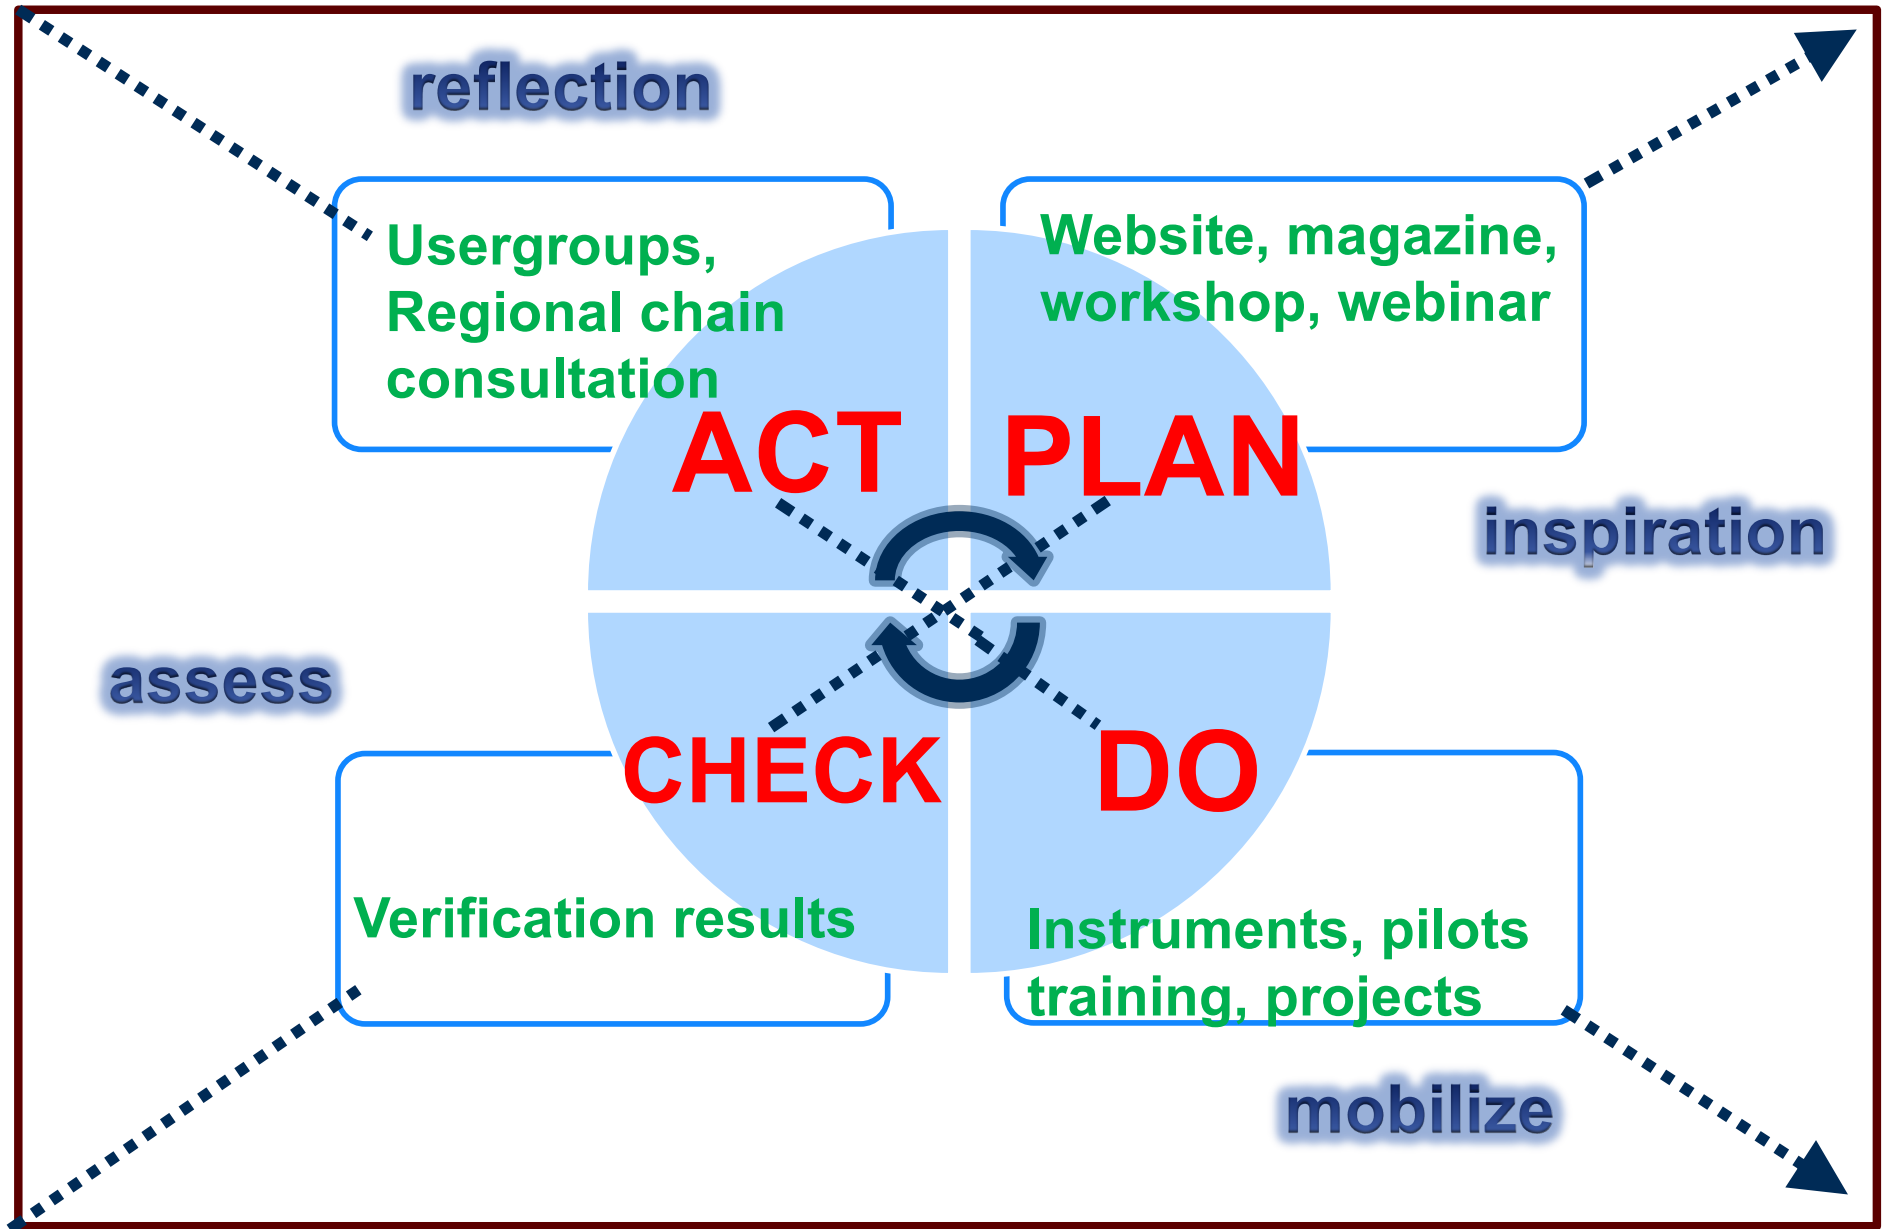 reflection
Usergroups,
Regional chain
consultation
Website, magazine,
workshop, webinar
ACT
PLAN
inspiration
assess
CHECK
DO
Verification results
Instruments, pilots
training, projects
mobilize